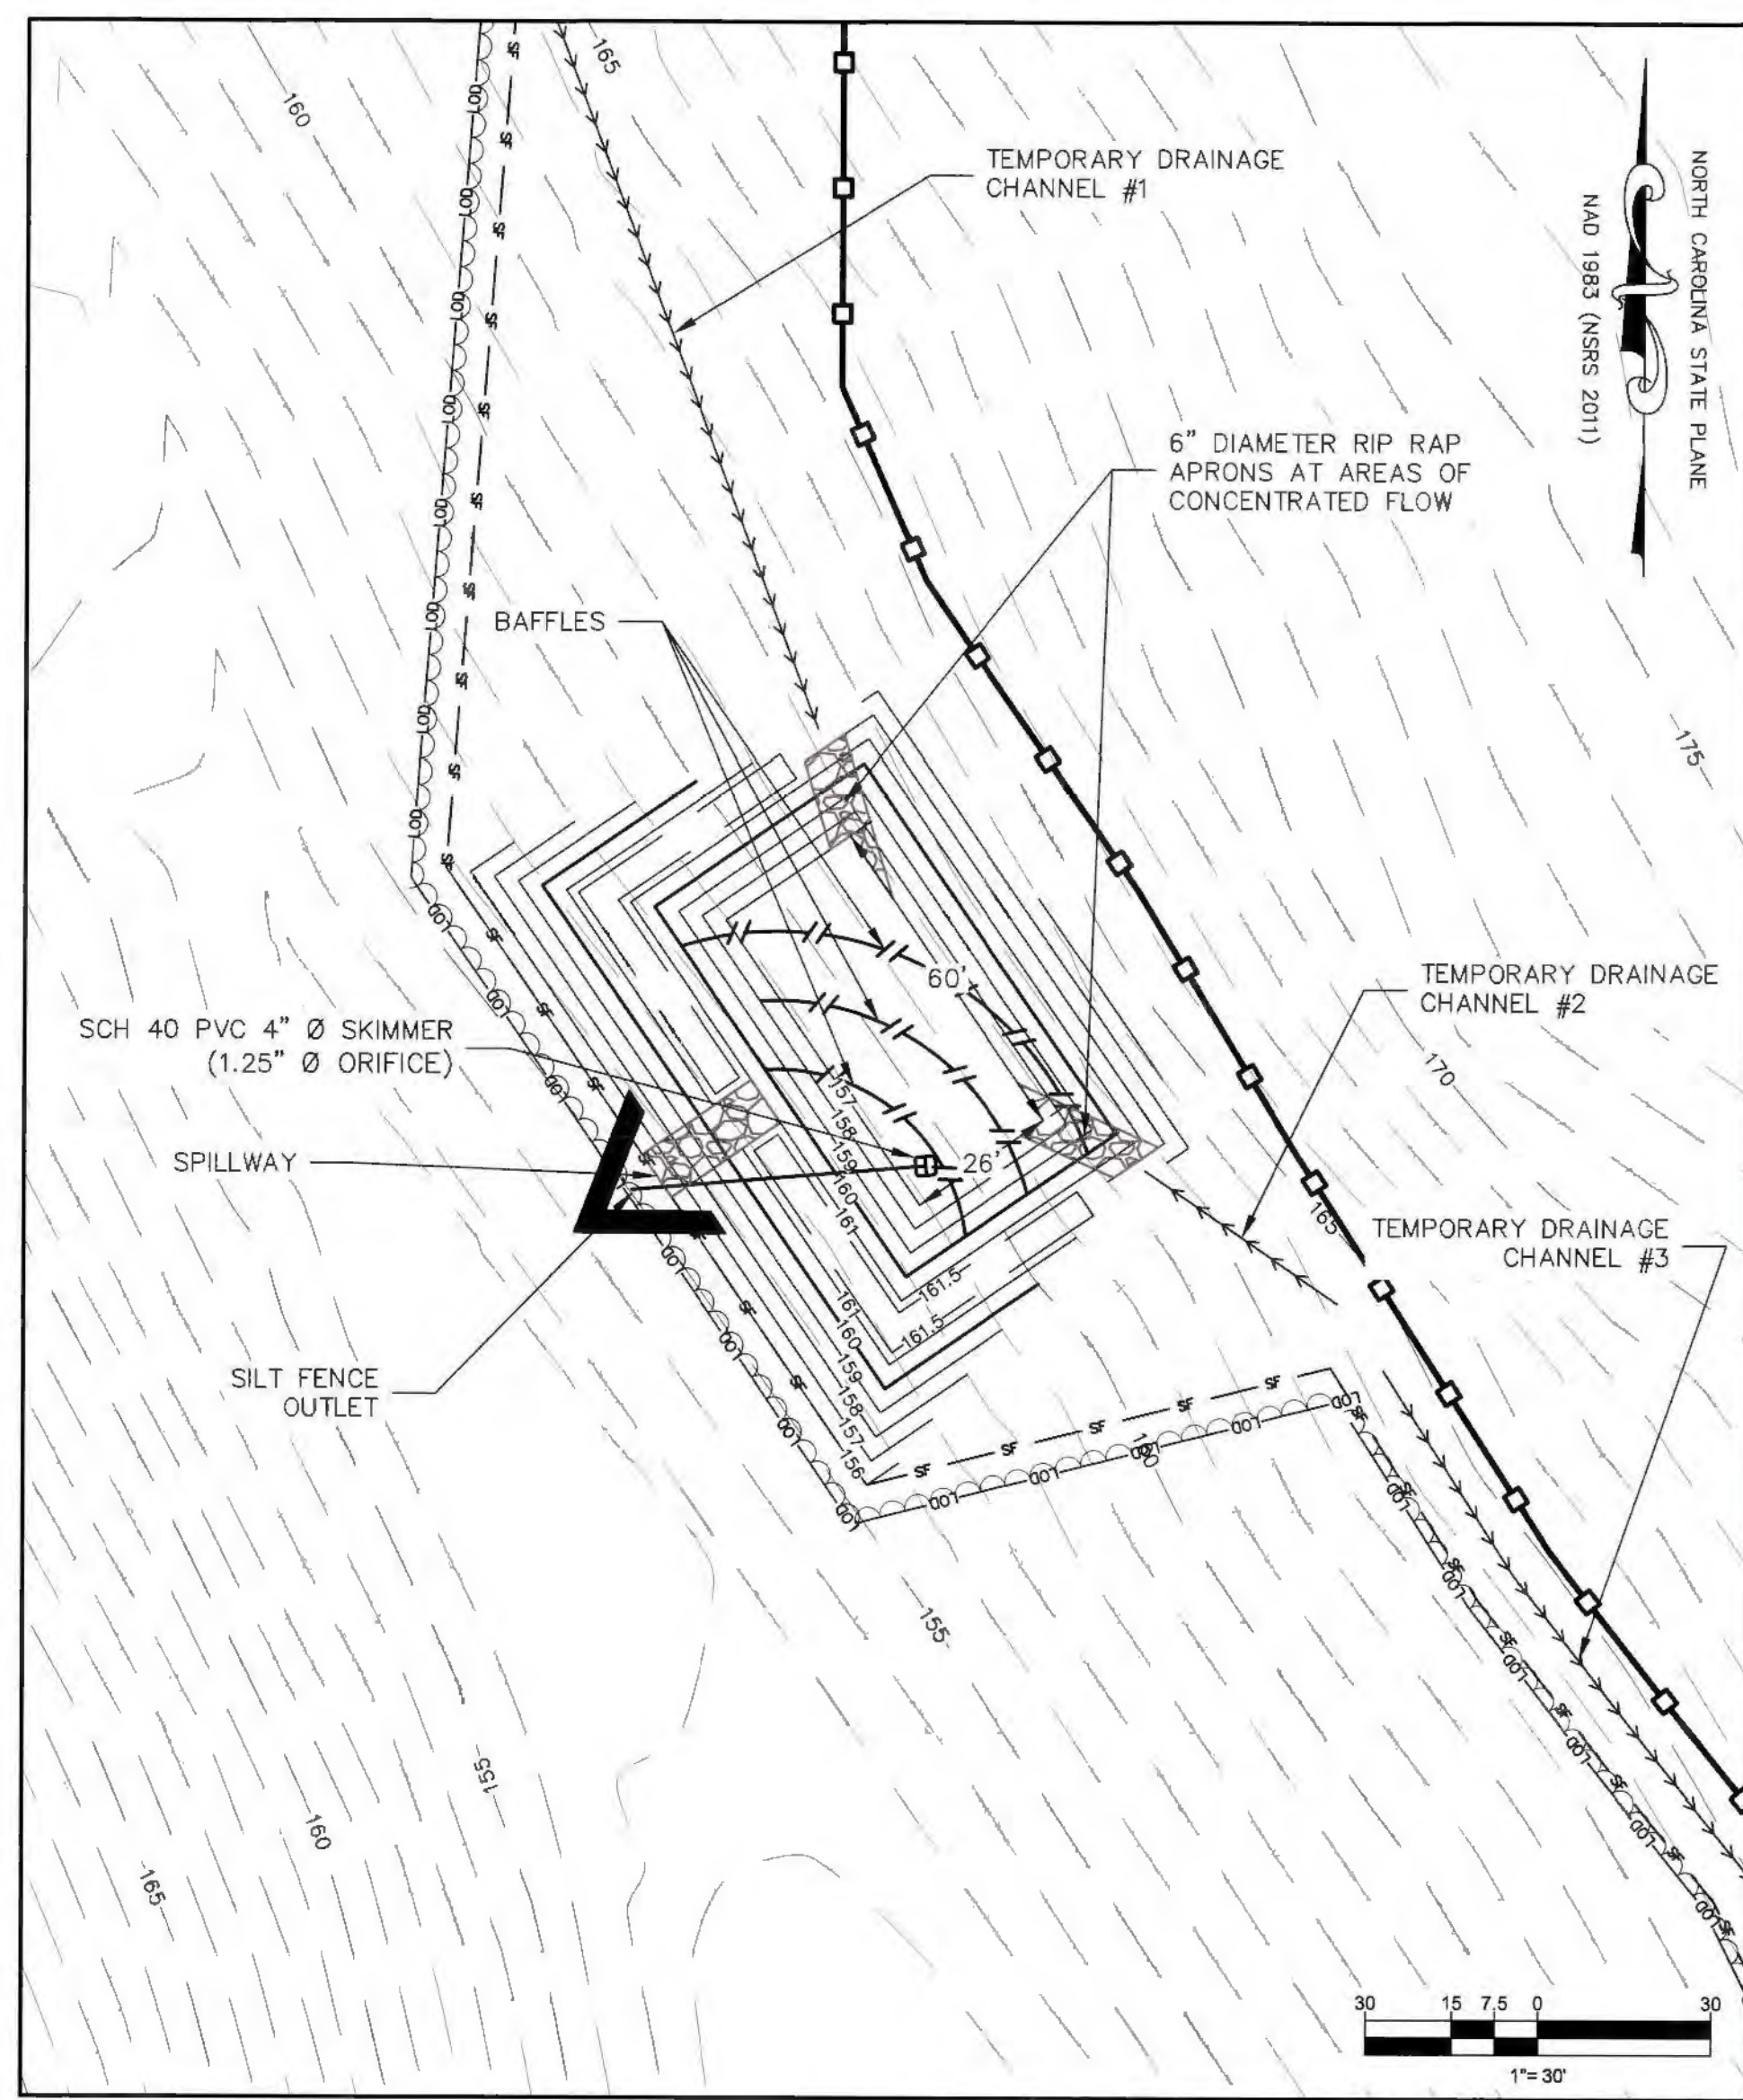 165
160
TEMPORARY DRAINAGE
CHANNEL #1
NORTH CAROLINA STATE PLANE
NAD 1983 (NSRS 2011)
6" DIAMETER RIP RAP
APRONS AT AREAS OF
CONCENTRATED FLOW
BAFFLES
175
60'
TEMPORARY DRAINAGE
CHANNEL #2
SCH 40 PVC 4" Ø SKIMMER
(1.25" Ø ORIFICE)
170
157
158
159
160
161
SPILLWAY
26'
165
TEMPORARY DRAINAGE
CHANNEL #3
161.5
161.5
161
160
159
158
157
156
SILT FENCE
OUTLET
SF
LOD
160
155
155
160
165
30 15 7.5 0 30
1"= 30'